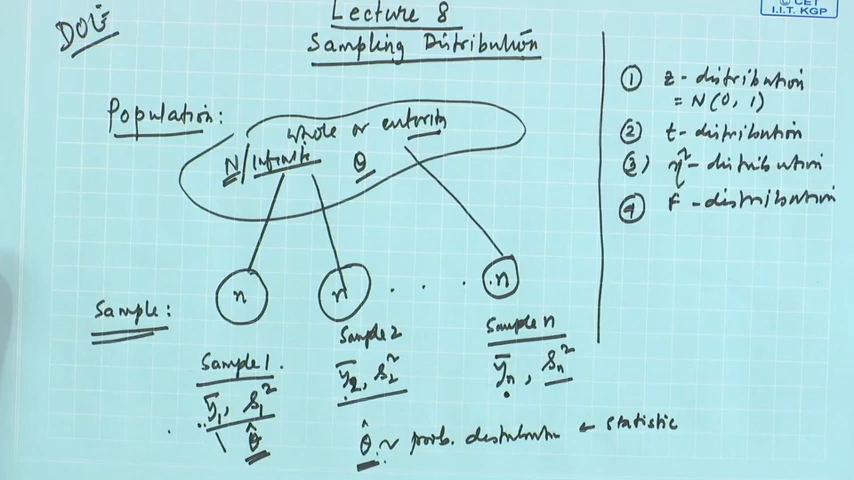 Lecture 8
Sampling Distribution
© CET
I.I.T. KGP
Population:
whole or entirety
N/Infinite θ
n n . . . n
Sample:
Sample 1.
ȳ₁, s₁²
θ̂
Sample 2
ȳ₂, s₂²
Sample n
ȳₙ, sₙ²
θ̂ ~ prob. distribution ← statistic
① z-distribution
= N(0, 1)
② t-distribution
③ χ²-distribution
④ F-distribution